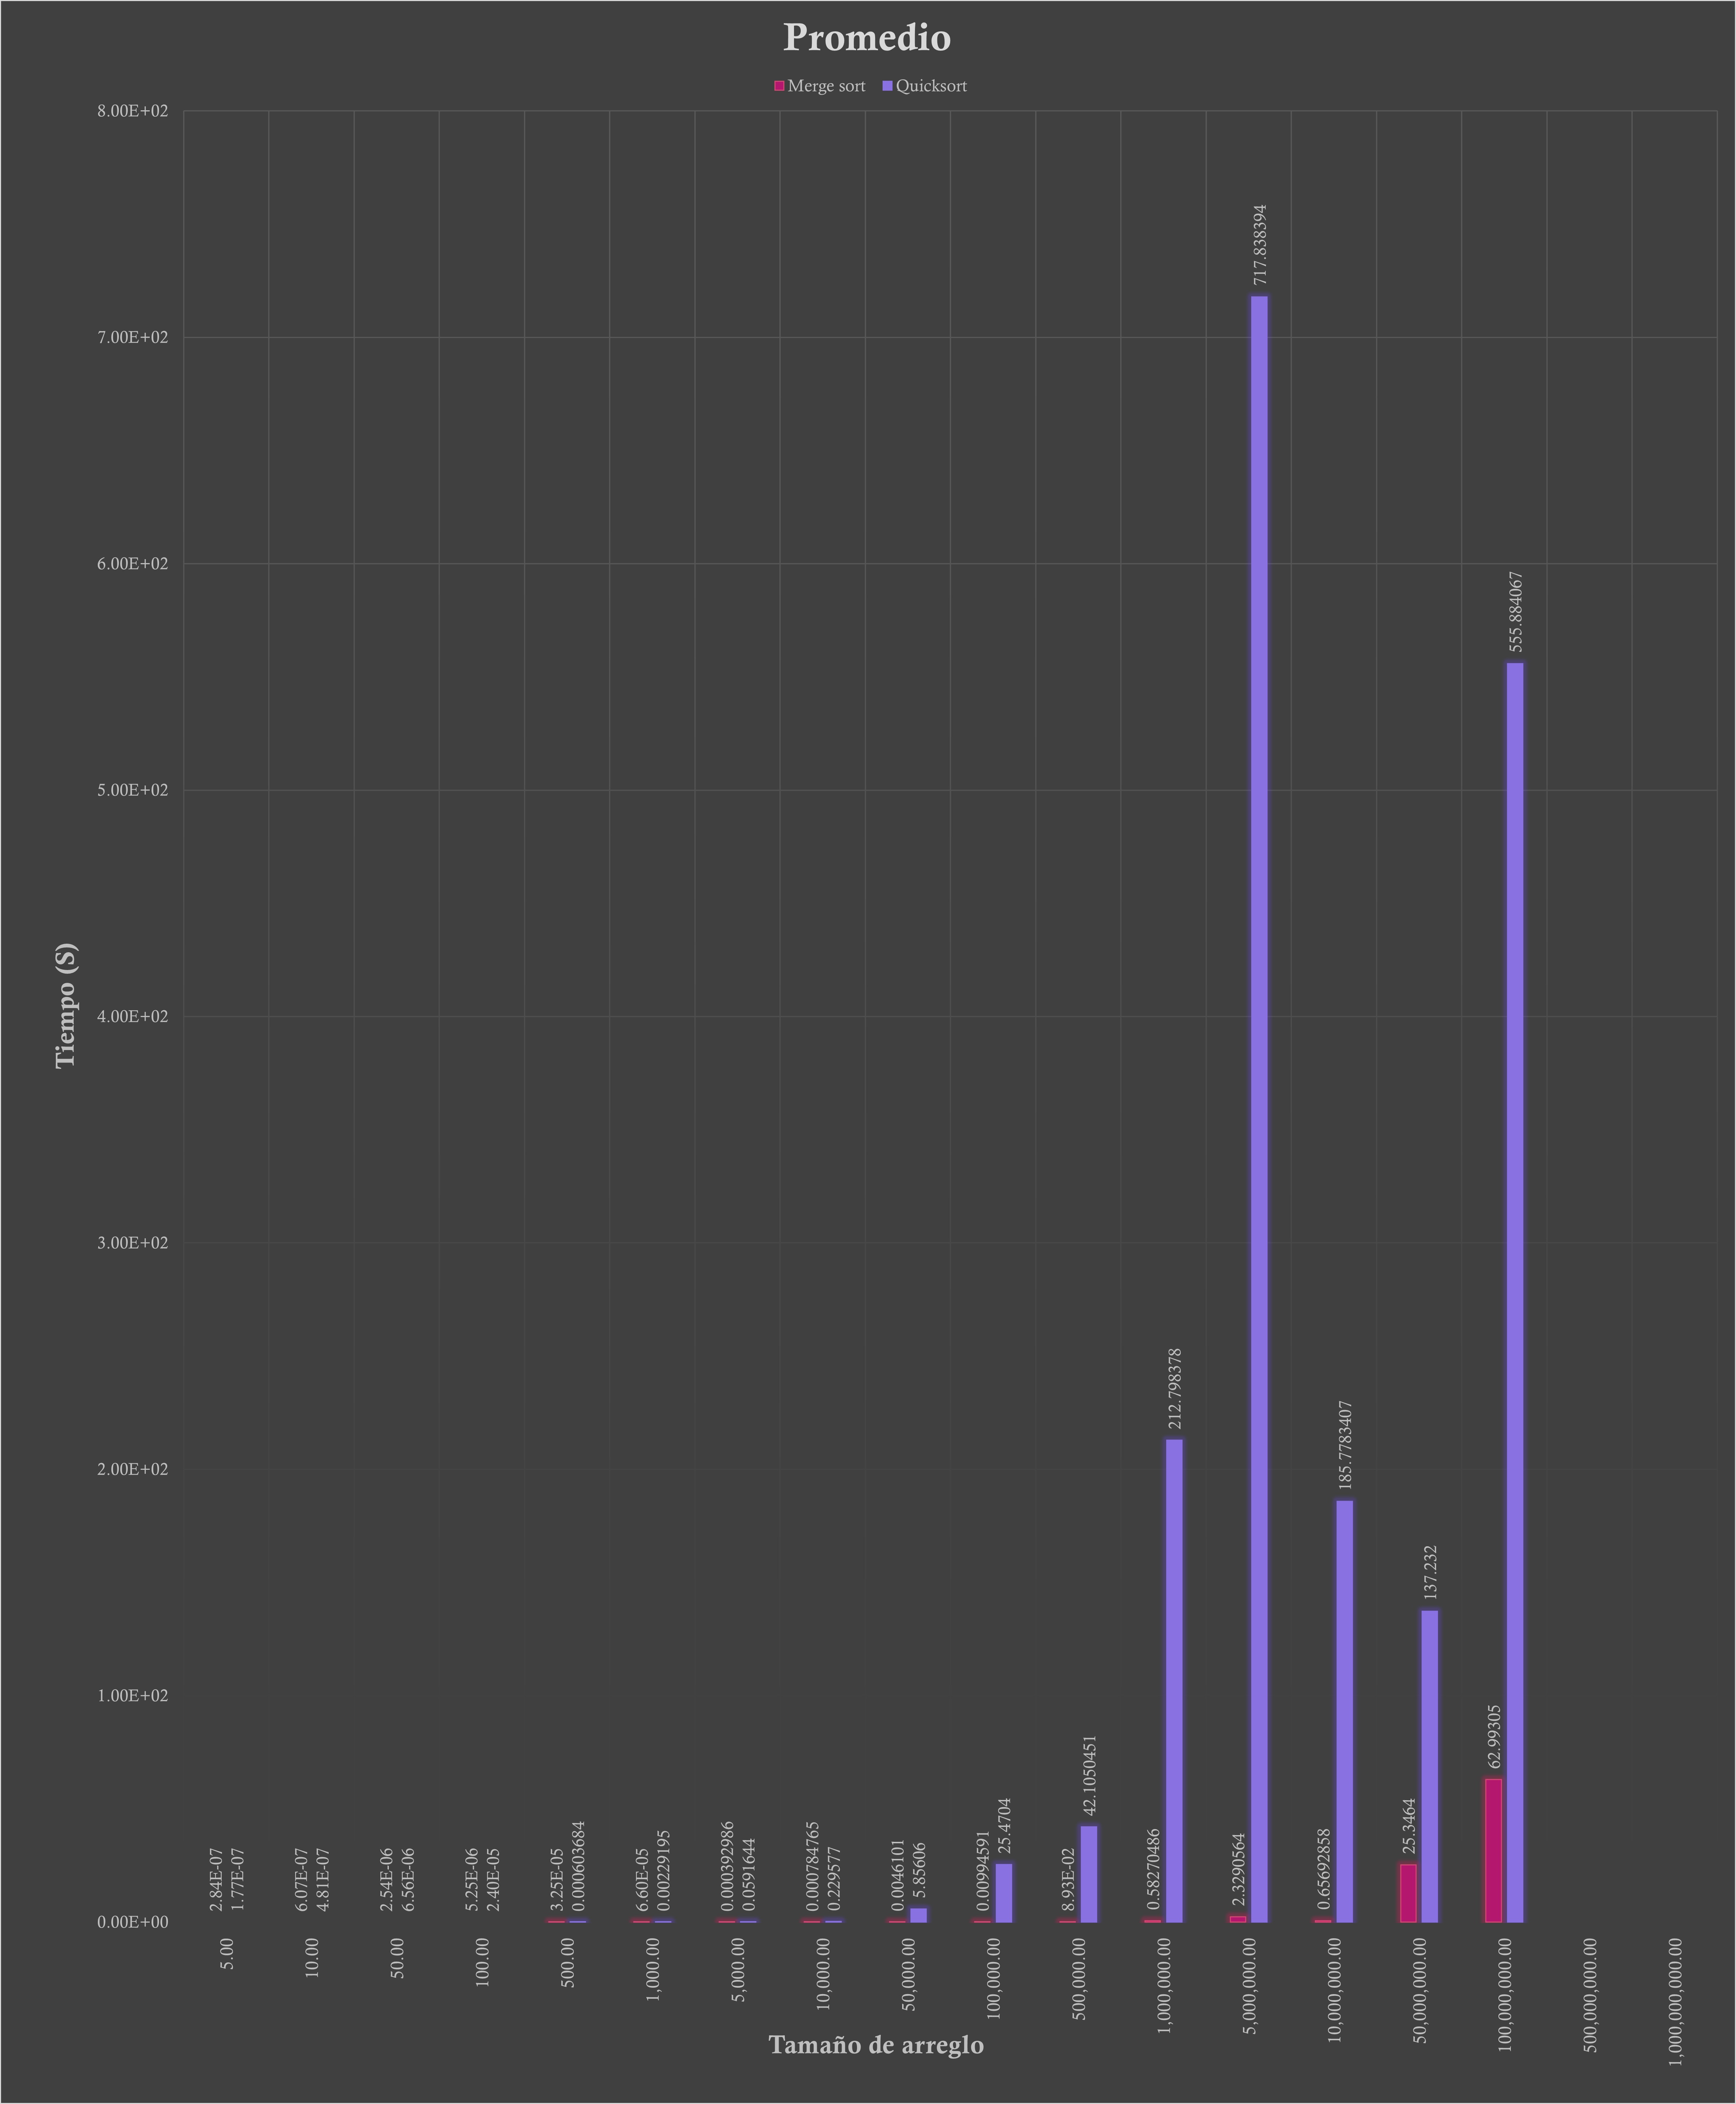 Promedio
Merge sort Quicksort
8.00E+02
7.00E+02
6.00E+02
5.00E+02
4.00E+02
3.00E+02
2.00E+02
1.00E+02
0.00E+00
Tiempo (S)
2.84E-07
1.77E-07
6.07E-07
4.81E-07
2.54E-06
6.56E-06
5.25E-06
2.40E-05
3.25E-05
0.000603684
6.60E-05
0.00229195
0.00039286
0.0591644
0.000784765
0.229577
0.0046101
5.85606
0.00994591
25.4704
8.93E-02
42.1050451
0.58270486
212.798378
2.3290564
717.838394
0.65692858
185.7783407
25.3464
137.232
62.99305
555.884067
5.00
10.00
50.00
100.00
500.00
1,000.00
5,000.00
10,000.00
50,000.00
100,000.00
500,000.00
1,000,000.00
5,000,000.00
10,000,000.00
50,000,000.00
100,000,000.00
500,000,000.00
1,000,000,000.00
Tamaño de arreglo